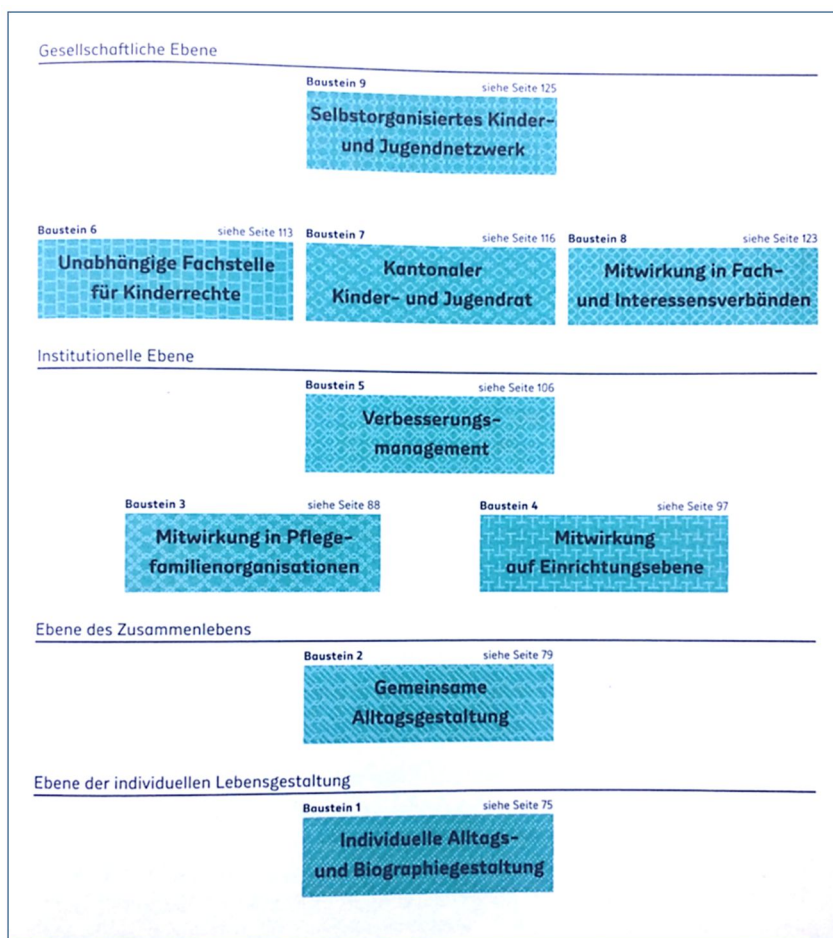 Gesellschaftliche Ebene
Baustein 9 siehe Seite 125
Selbstorganisiertes Kinder-
und Jugendnetzwerk
Baustein 6 siehe Seite 113
Unabhängige Fachstelle
für Kinderrechte
Baustein 7 siehe Seite 116
Kantonaler
Kinder- und Jugendrat
Baustein 8 siehe Seite 123
Mitwirkung in Fach-
und Interessensverbänden
Institutionelle Ebene
Baustein 5 siehe Seite 106
Verbesserungs-
management
Baustein 3 siehe Seite 88
Mitwirkung in Pflege-
familienorganisationen
Baustein 4 siehe Seite 97
Mitwirkung
auf Einrichtungsebene
Ebene des Zusammenlebens
Baustein 2 siehe Seite 79
Gemeinsame
Alltagsgestaltung
Ebene der individuellen Lebensgestaltung
Baustein 1 siehe Seite 75
Individuelle Alltags-
und Biographiegestaltung